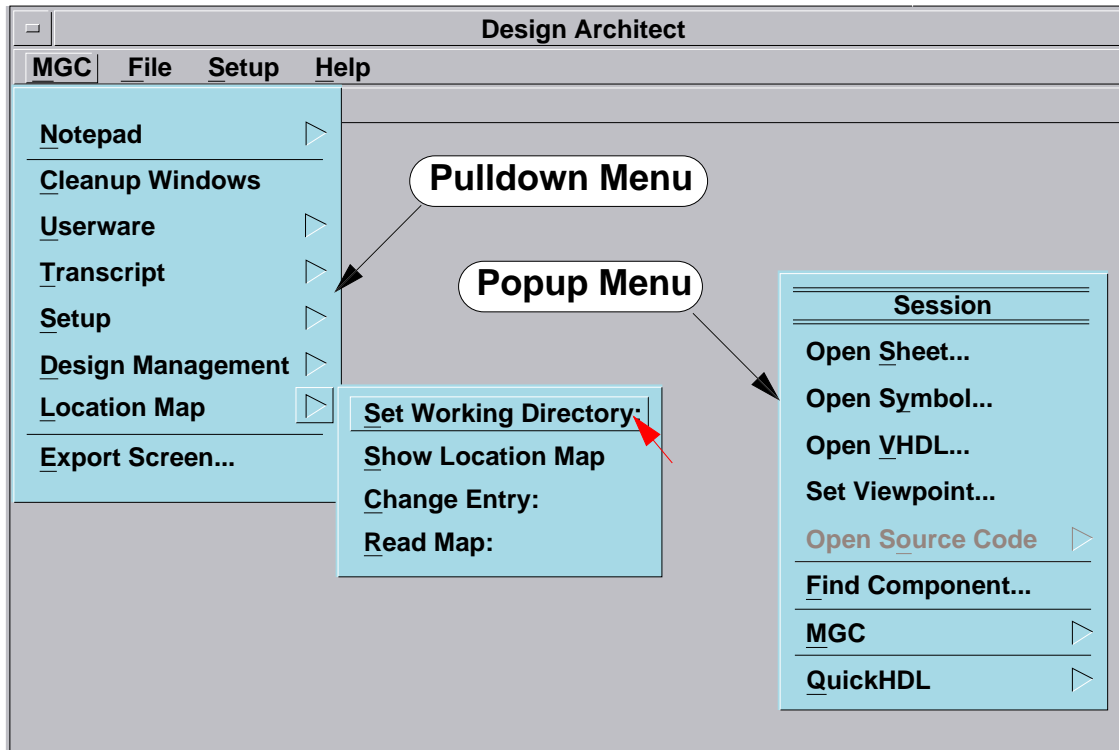 Design Architect
MGC File Setup Help
Notepad
Cleanup Windows
Userware
Transcript
Setup
Design Management
Location Map
Export Screen...
Pulldown Menu
Popup Menu
Set Working Directory:
Show Location Map
Change Entry:
Read Map:
Session
Open Sheet...
Open Symbol...
Open VHDL...
Set Viewpoint...
Open Source Code
Find Component...
MGC
QuickHDL